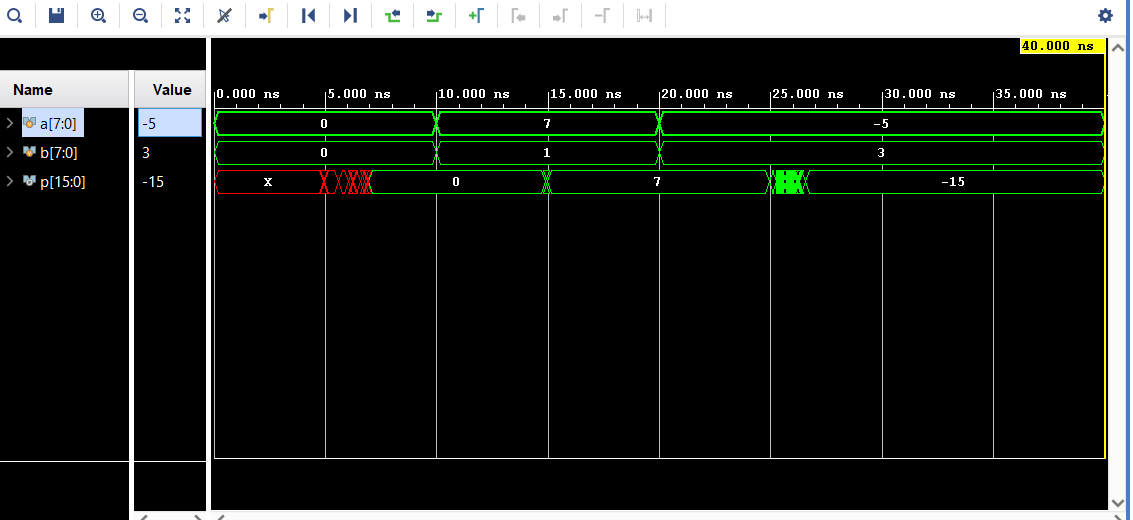 40.000 ns
Name Value
0.000 ns 5.000 ns 10.000 ns 15.000 ns 20.000 ns 25.000 ns 30.000 ns 35.000 ns
a[7:0] -5 0 7 -5
b[7:0] 3 0 1 3
p[15:0] -15 X 0 7 -15